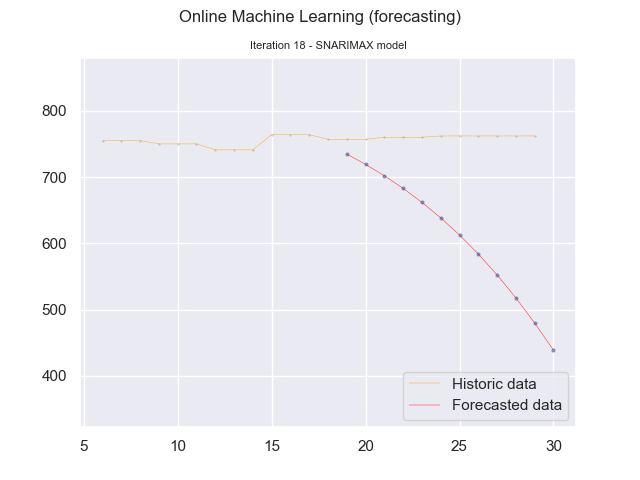 Online Machine Learning (forecasting)
Iteration 18 - SNARIMAX model
800
700
600
500
400
5 10 15 20 25 30
Historic data
Forecasted data